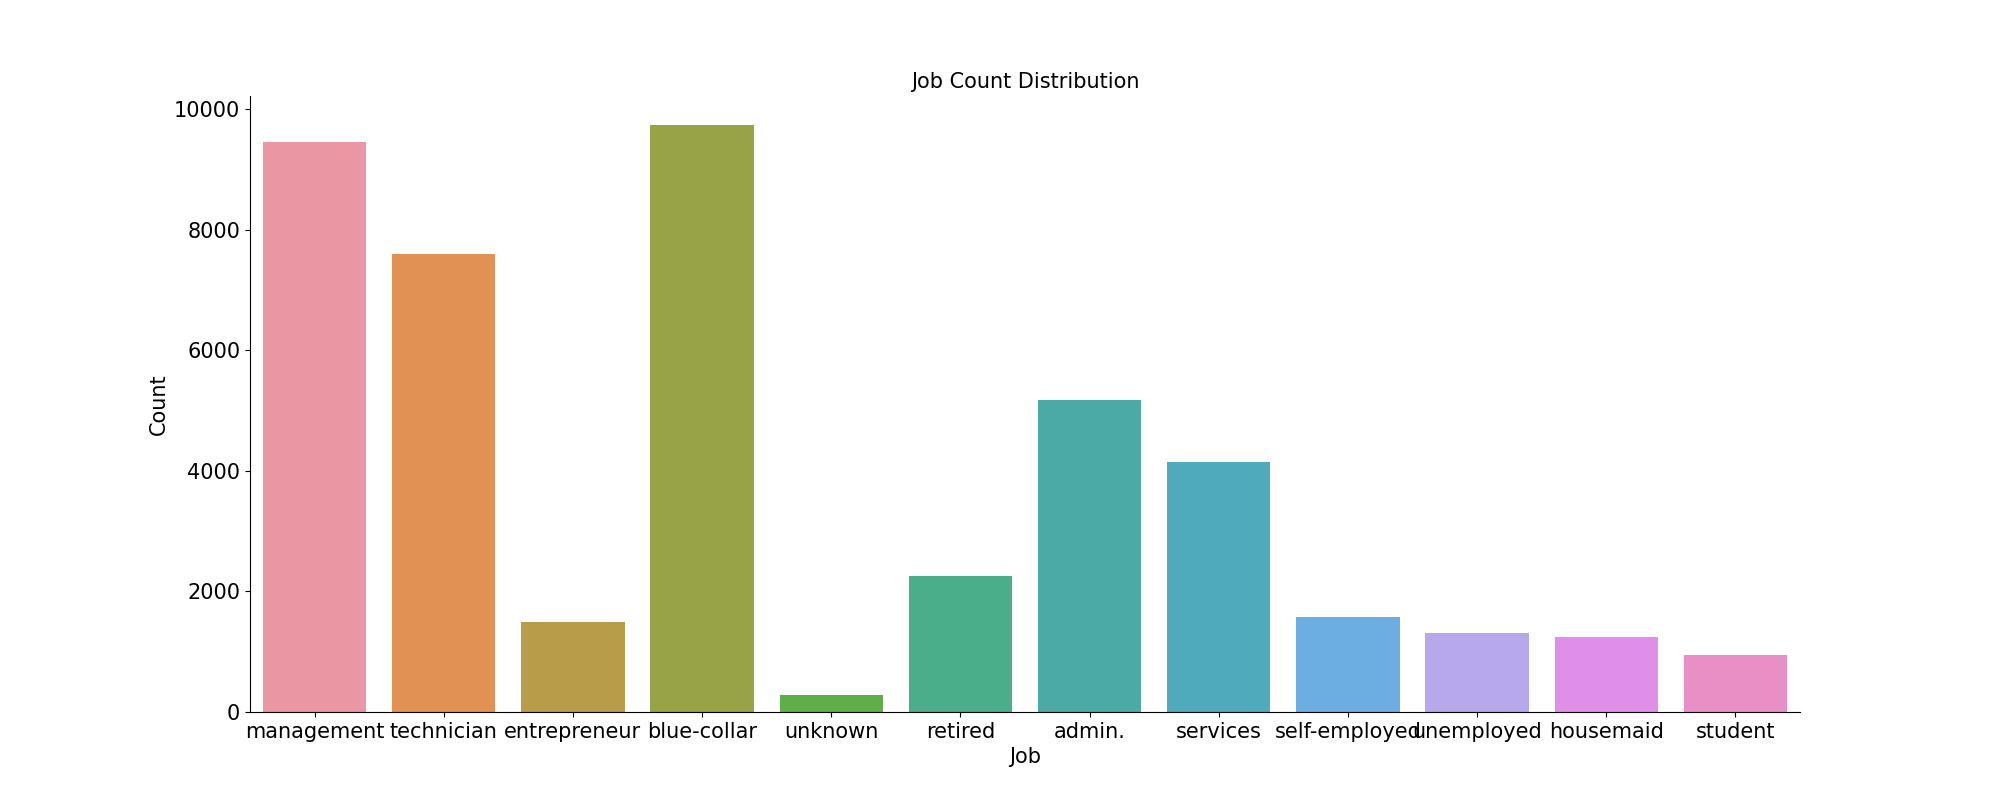 Job Count Distribution
10000
8000
6000
4000
2000
0
Count
management technician entrepreneur blue-collar unknown retired admin. services self-employed unemployed housemaid student
Job